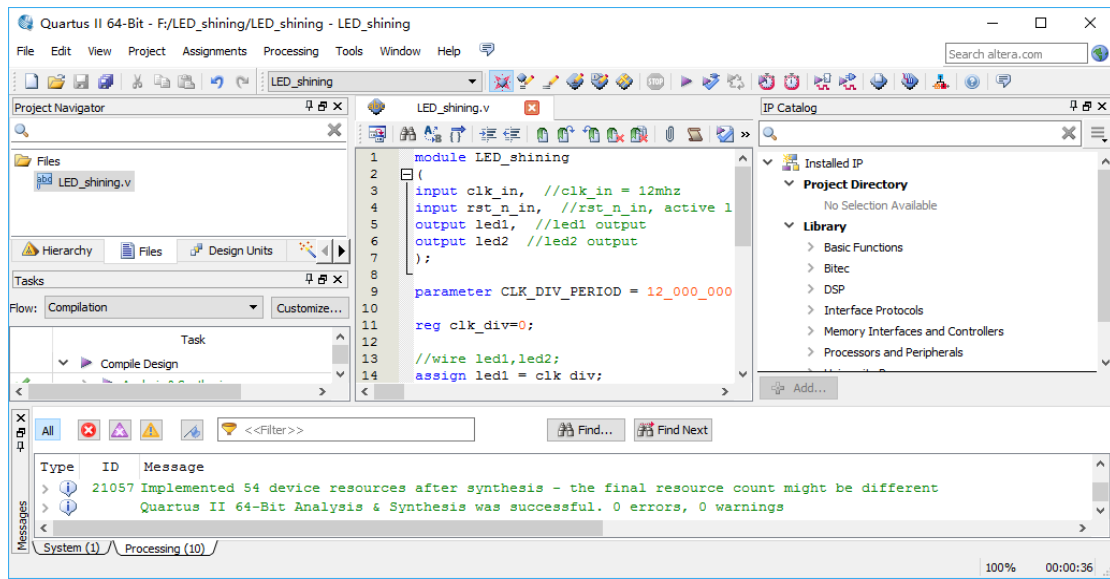 Quartus II 64-Bit - F:/LED_shining/LED_shining - LED_shining
File Edit View Project Assignments Processing Tools Window Help
Search altera.com
LED_shining
Project Navigator
Files
LED_shining.v
Hierarchy Files Design Units
Tasks
Flow: Compilation Customize...
Task
Compile Design
LED_shining.v
1 module LED_shining
2 (
3 input clk_in, //clk_in = 12mhz
4 input rst_n_in, //rst_n_in, active l
5 output led1, //led1 output
6 output led2 //led2 output
7 );
8
9 parameter CLK_DIV_PERIOD = 12_000_000
10
11 reg clk_div=0;
12
13 //wire led1,led2;
14 assign led1 = clk_div;
IP Catalog
Installed IP
Project Directory
No Selection Available
Library
Basic Functions
Bitec
DSP
Interface Protocols
Memory Interfaces and Controllers
Processors and Peripherals
Add...
Messages
All <<Filter>> Find... Find Next
Type ID Message
21057 Implemented 54 device resources after synthesis - the final resource count might be different
Quartus II 64-Bit Analysis & Synthesis was successful. 0 errors, 0 warnings
System (1) Processing (10)
100% 00:00:36